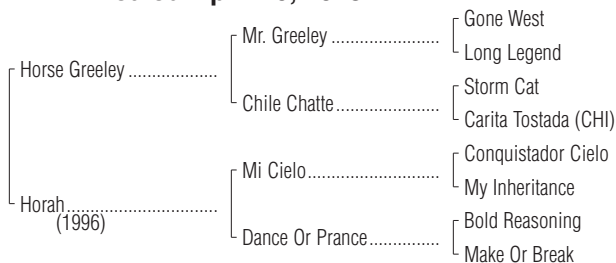 Gone West
Mr. Greeley ........................
Long Legend
Horse Greeley ....................
Storm Cat
Chile Chatte.......................
Carita Tostada (CHI)
Conquistador Cielo
Mi Cielo.............................
My Inheritance
Horah.................................
(1996)
Bold Reasoning
Dance Or Prance...............
Make Or Break